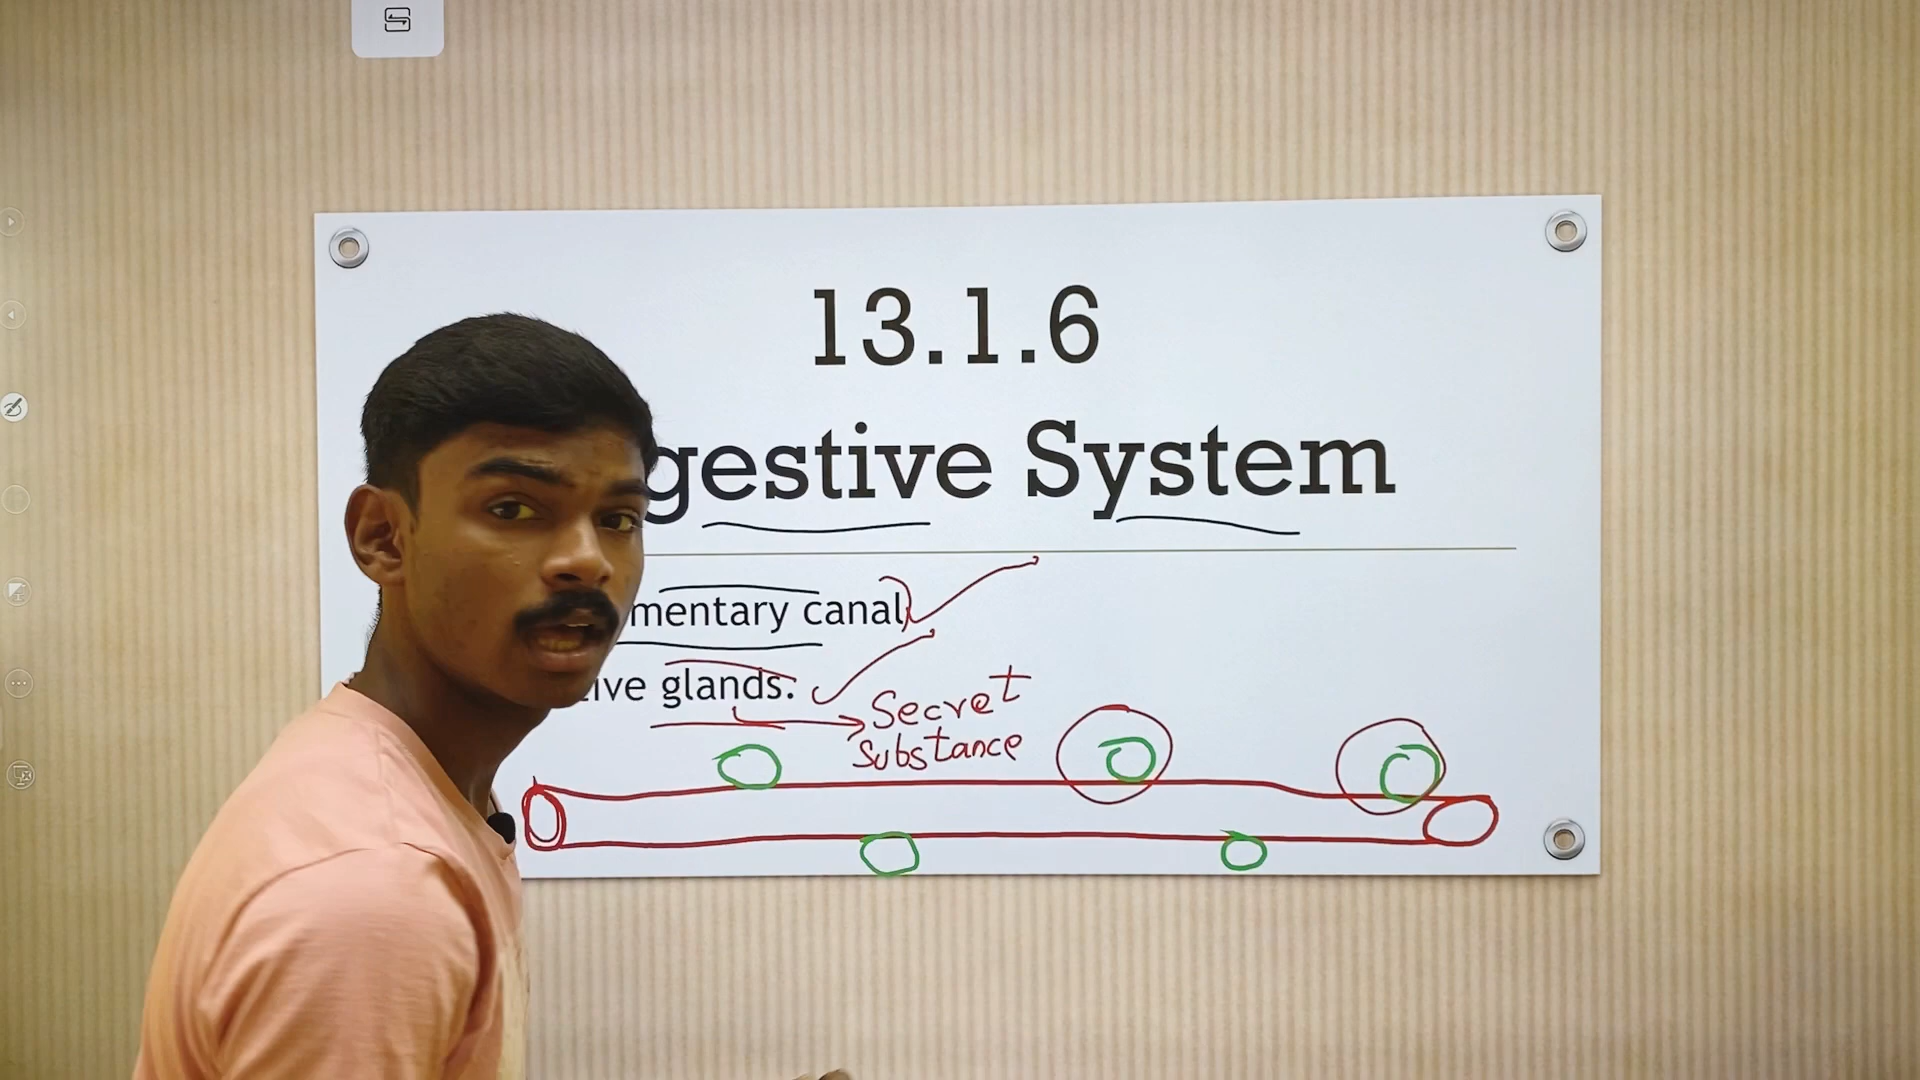 13.1.6
gestive System
mentary canal
ive glands.
Secret
Substance